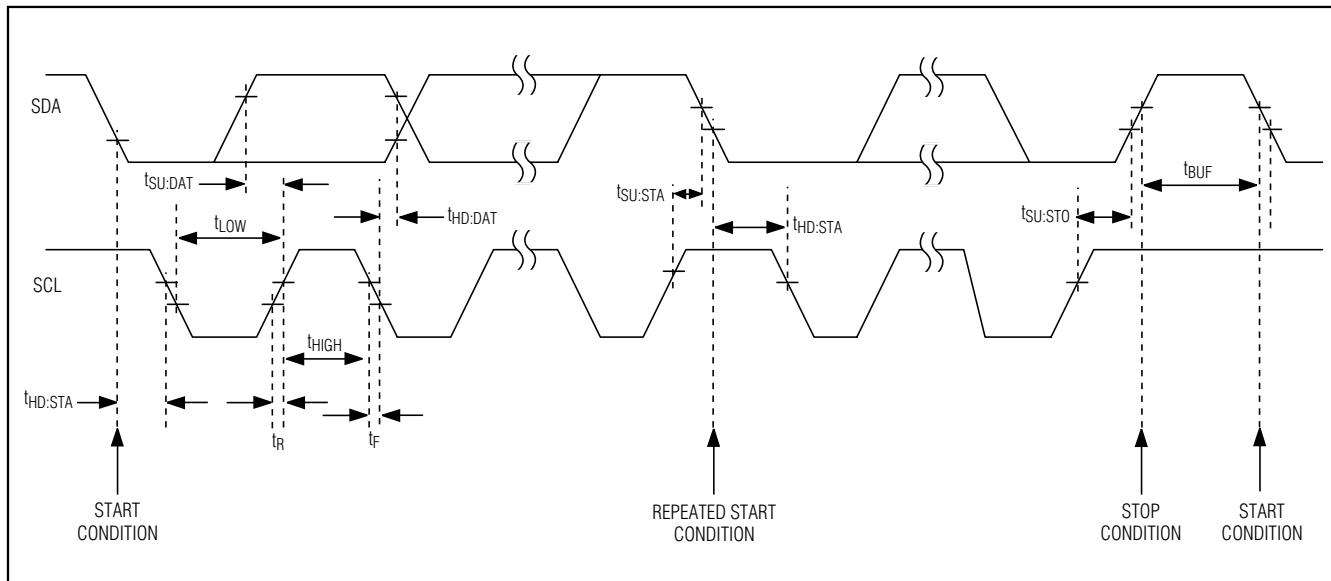 SDA
tSU:DAT
tLOW
tHD:DAT
tSU:STA
tHD:STA
tSU:STO
tBUF
SCL
tHIGH
tHD:STA
tR
tF
START
CONDITION
REPEATED START
CONDITION
STOP
CONDITION
START
CONDITION